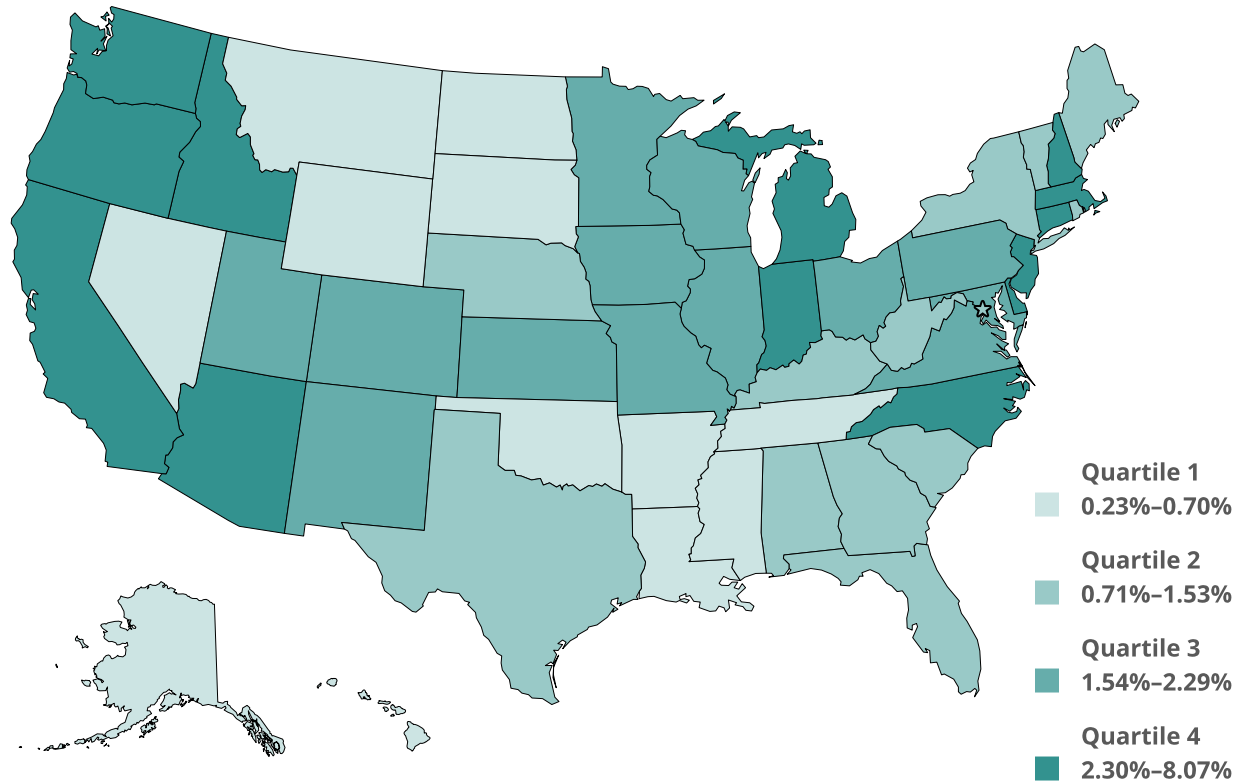 Quartile 1
0.23%–0.70%
Quartile 2
0.71%–1.53%
Quartile 3
1.54%–2.29%
Quartile 4
2.30%–8.07%